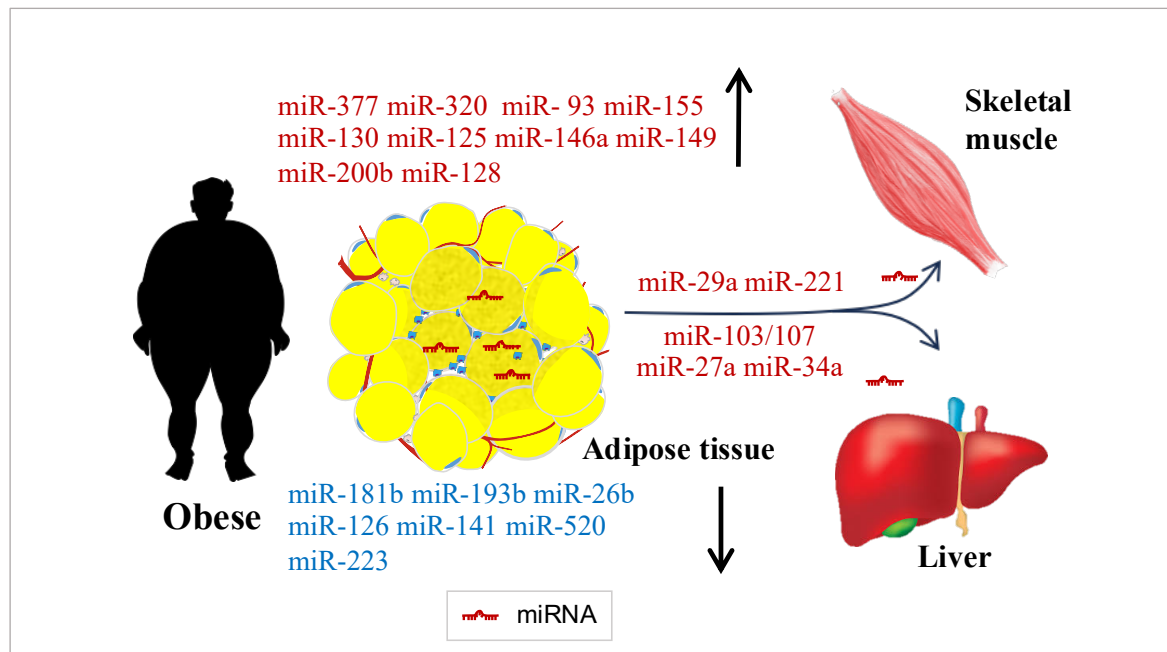 miR-377 miR-320 miR- 93 miR-155
miR-130 miR-125 miR-146a miR-149
miR-200b miR-128
Skeletal
muscle
miR-29a miR-221
miR-103/107
miR-27a miR-34a
Adipose tissue
Obese
miR-181b miR-193b miR-26b
miR-126 miR-141 miR-520
miR-223
Liver
miRNA